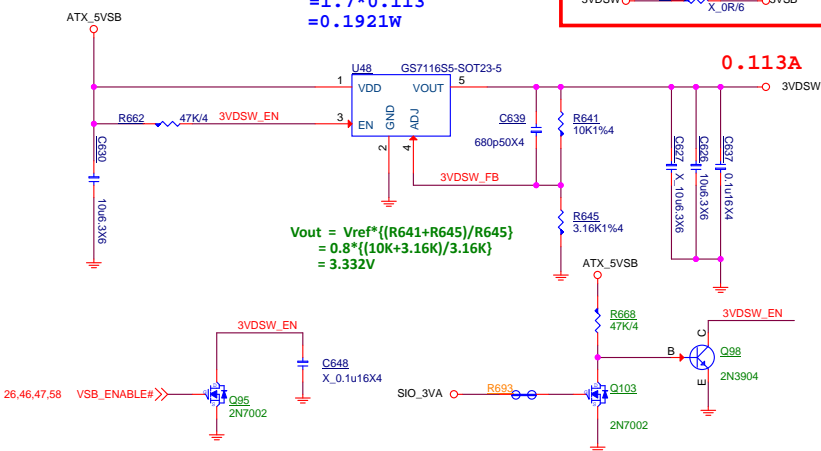 =1.7*0.113
=0.1921W
3VDSW
X_0R/6
3VSB
ATX_5VSB
0.113A
U48
GS7116S5-SOT23-5
1
VDD
VOUT
5
3VDSW
R662
47K/4
3VDSW_EN
3
EN
GND
ADJ
2
4
C639
680p50X4
R641
10K1%4
C630
10u6.3X6
C627
X_10u6.3X6
C626
10u6.3X6
C637
0.1u16X4
3VDSW_FB
R645
3.16K1%4
Vout = Vref*{(R641+R645)/R645}
= 0.8*{(10K+3.16K)/3.16K}
= 3.332V
ATX_5VSB
R668
47K/4
3VDSW_EN
3VDSW_EN
C648
X_0.1u16X4
B
C
E
Q98
2N3904
26,46,47,58
VSB_ENABLE#
Q95
2N7002
SIO_3VA
R693
Q103
2N7002